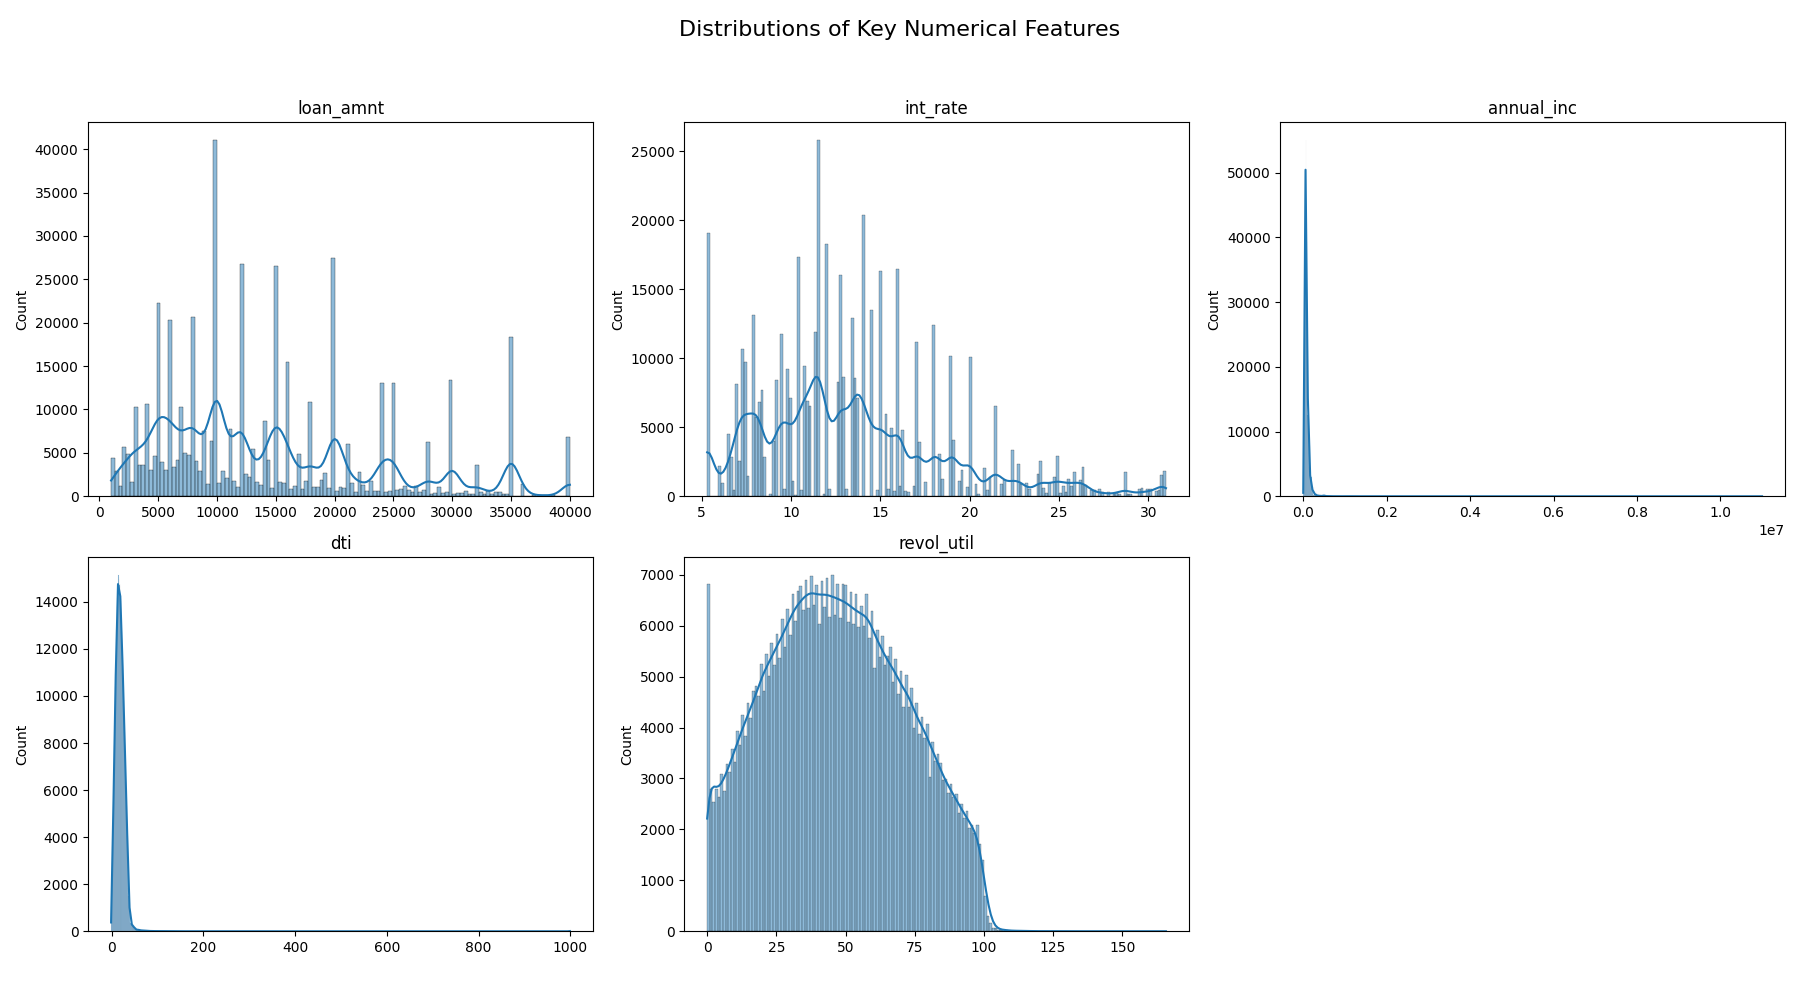 Distributions of Key Numerical Features
loan_amnt
Count
40000
35000
30000
25000
20000
15000
10000
5000
0
0 5000 10000 15000 20000 25000 30000 35000 40000
int_rate
Count
25000
20000
15000
10000
5000
0
5 10 15 20 25 30
annual_inc
Count
50000
40000
30000
20000
10000
0
0.0 0.2 0.4 0.6 0.8 1.0
1e7
dti
Count
14000
12000
10000
8000
6000
4000
2000
0
0 200 400 600 800 1000
revol_util
Count
7000
6000
5000
4000
3000
2000
1000
0
0 25 50 75 100 125 150